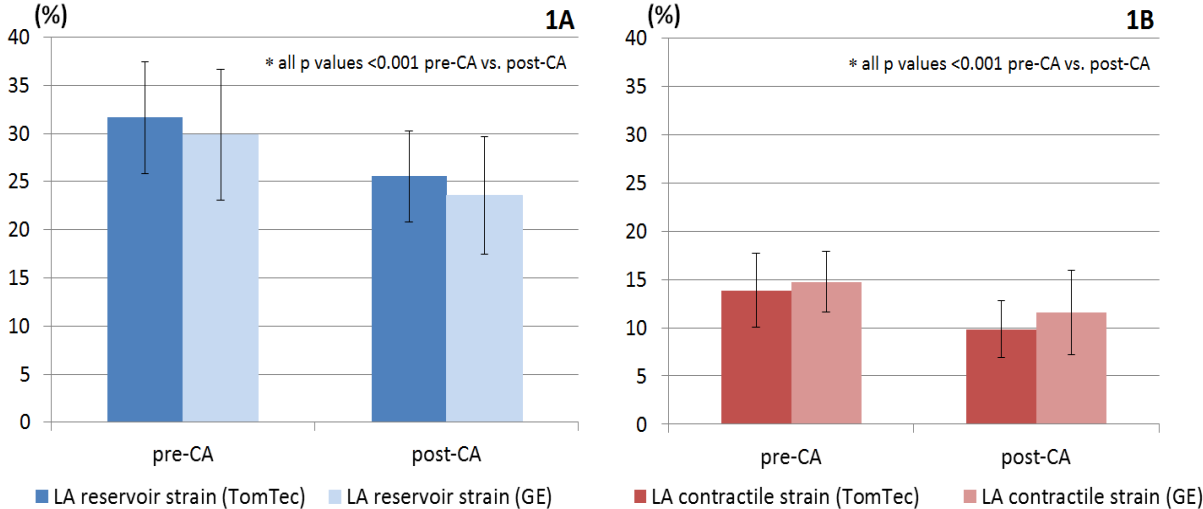 (%)
1A
40
35
30
25
20
15
10
5
0
* all p values <0.001 pre-CA vs. post-CA
pre-CA
post-CA
LA reservoir strain (TomTec)
LA reservoir strain (GE)
(%)
1B
40
35
30
25
20
15
10
5
0
* all p values <0.001 pre-CA vs. post-CA
pre-CA
post-CA
LA contractile strain (TomTec)
LA contractile strain (GE)